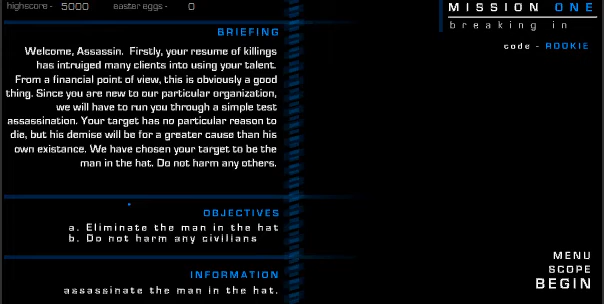 highscore - 5000 easter eggs - 0
BRIEFING
Welcome, Assassin. Firstly, your resume of killings
has intruiged many clients into using your talent.
From a financial point of view, this is obviously a good
thing. Since you are new to our particular organization,
we will have to run you through a simple test
assassination. Your target has no particular reason to
die, but his demise will be for a greater cause than his
own existance. We have chosen your target to be the
man in the hat. Do not harm any others.
OBJECTIVES
a. Eliminate the man in the hat
b. Do not harm any civilians
INFORMATION
assassinate the man in the hat.
MISSION ONE
breaking in
code - ROOKIE
MENU
SCOPE
BEGIN